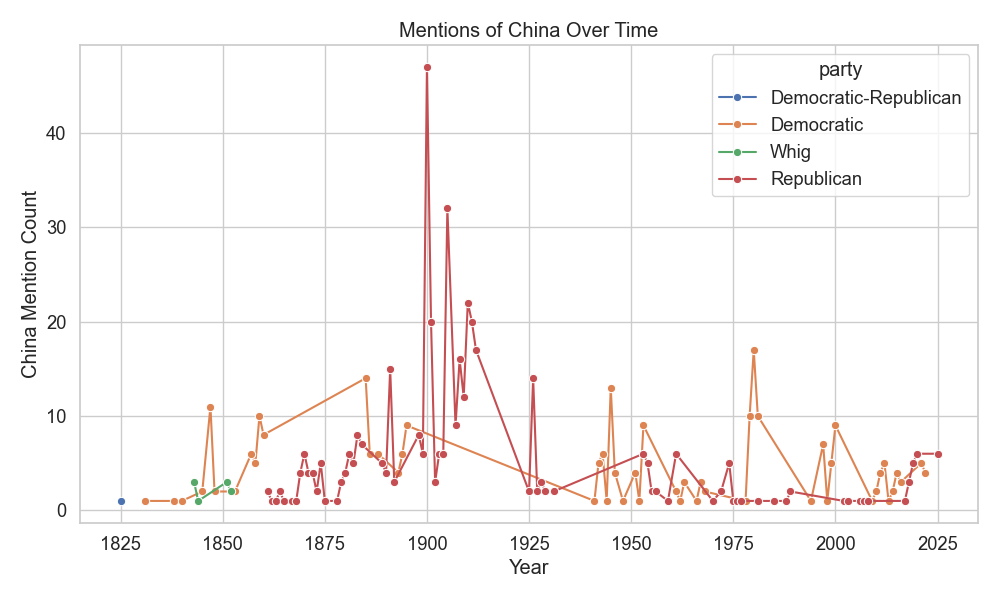 Mentions of China Over Time
China Mention Count
40
30
20
10
0
1825 1850 1875 1900 1925 1950 1975 2000 2025
Year
party
Democratic-Republican
Democratic
Whig
Republican